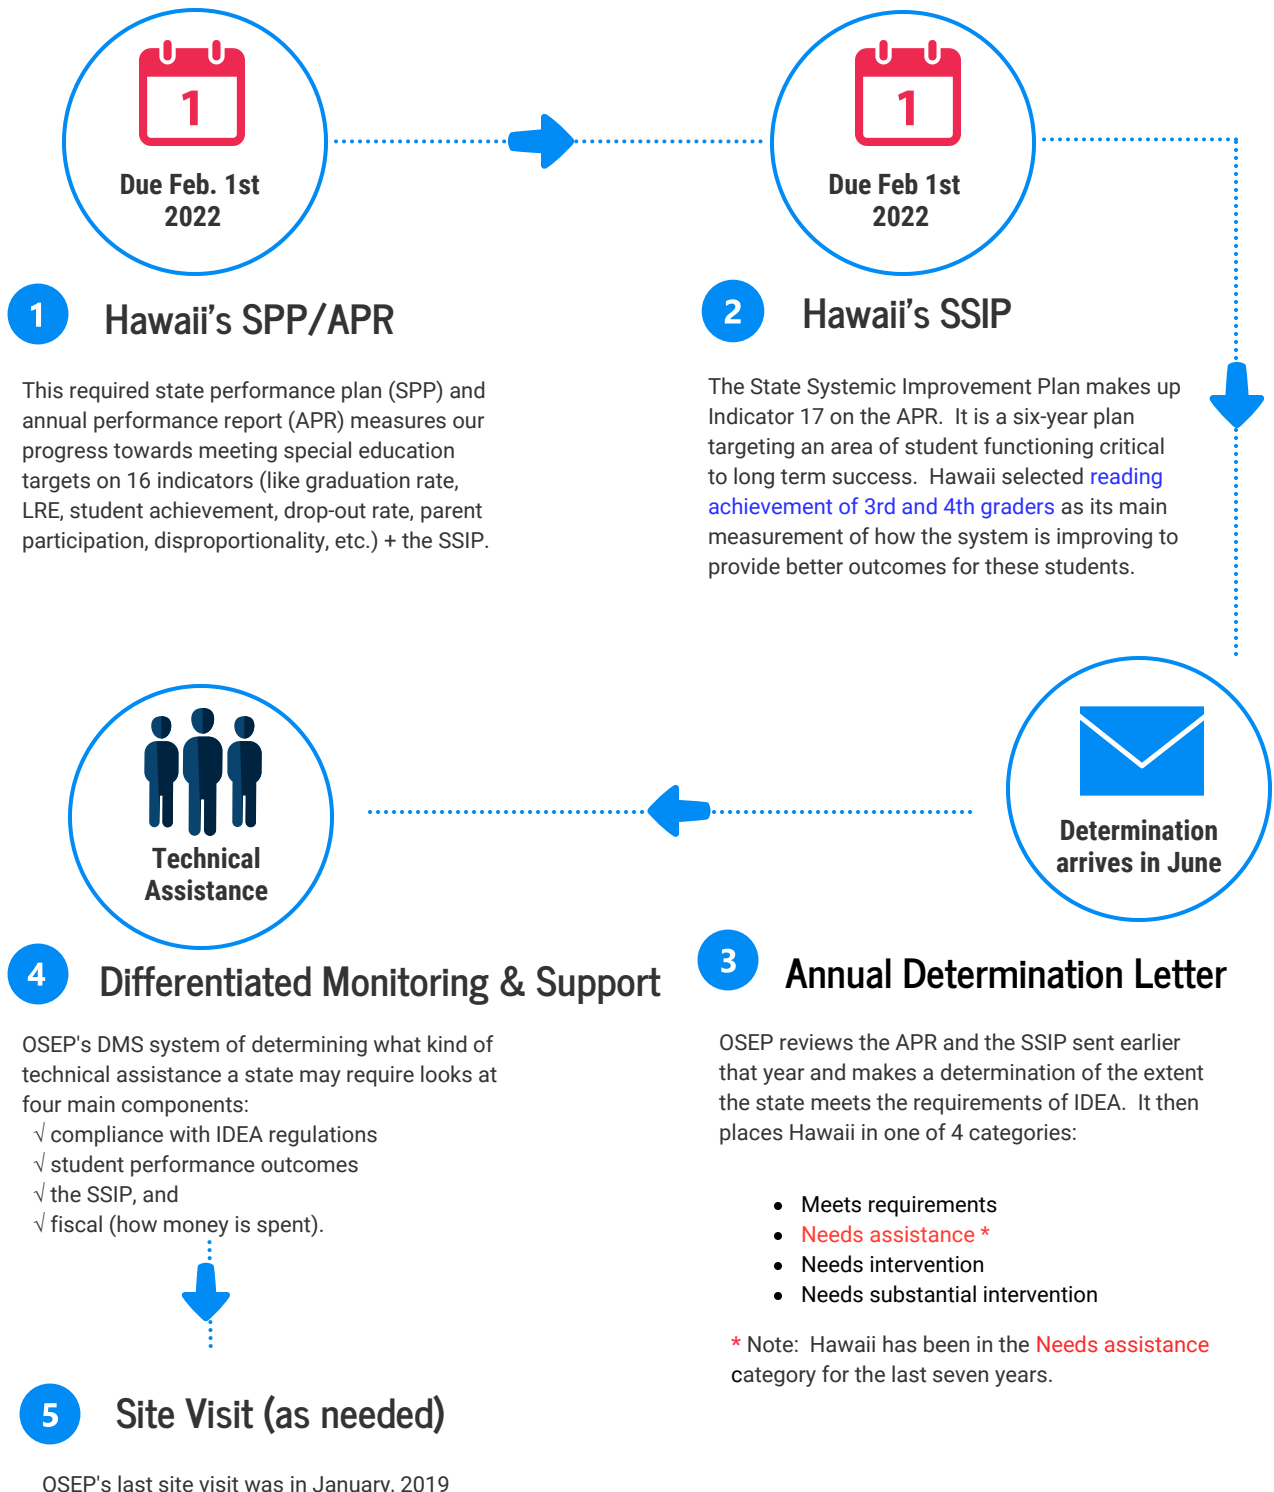 1
Due Feb. 1st
2022
1
Hawaii's SPP/APR
This required state performance plan (SPP) and
annual performance report (APR) measures our
progress towards meeting special education
targets on 16 indicators (like graduation rate,
LRE, student achievement, drop-out rate, parent
participation, disproportionality, etc.) + the SSIP.
1
Due Feb 1st
2022
2
Hawaii's SSIP
The State Systemic Improvement Plan makes up
Indicator 17 on the APR.  It is a six-year plan
targeting an area of student functioning critical
to long term success.  Hawaii selected reading
achievement of 3rd and 4th graders as its main
measurement of how the system is improving to
provide better outcomes for these students.
Determination
arrives in June
3
Annual Determination Letter
OSEP reviews the APR and the SSIP sent earlier
that year and makes a determination of the extent
the state meets the requirements of IDEA.  It then
places Hawaii in one of 4 categories:
• Meets requirements
• Needs assistance *
• Needs intervention
• Needs substantial intervention
* Note:  Hawaii has been in the Needs assistance
category for the last seven years.
Technical
Assistance
4
Differentiated Monitoring & Support
OSEP's DMS system of determining what kind of
technical assistance a state may require looks at
four main components:
√ compliance with IDEA regulations
√ student performance outcomes
√ the SSIP, and
√ fiscal (how money is spent).
5
Site Visit (as needed)
OSEP's last site visit was in January, 2019